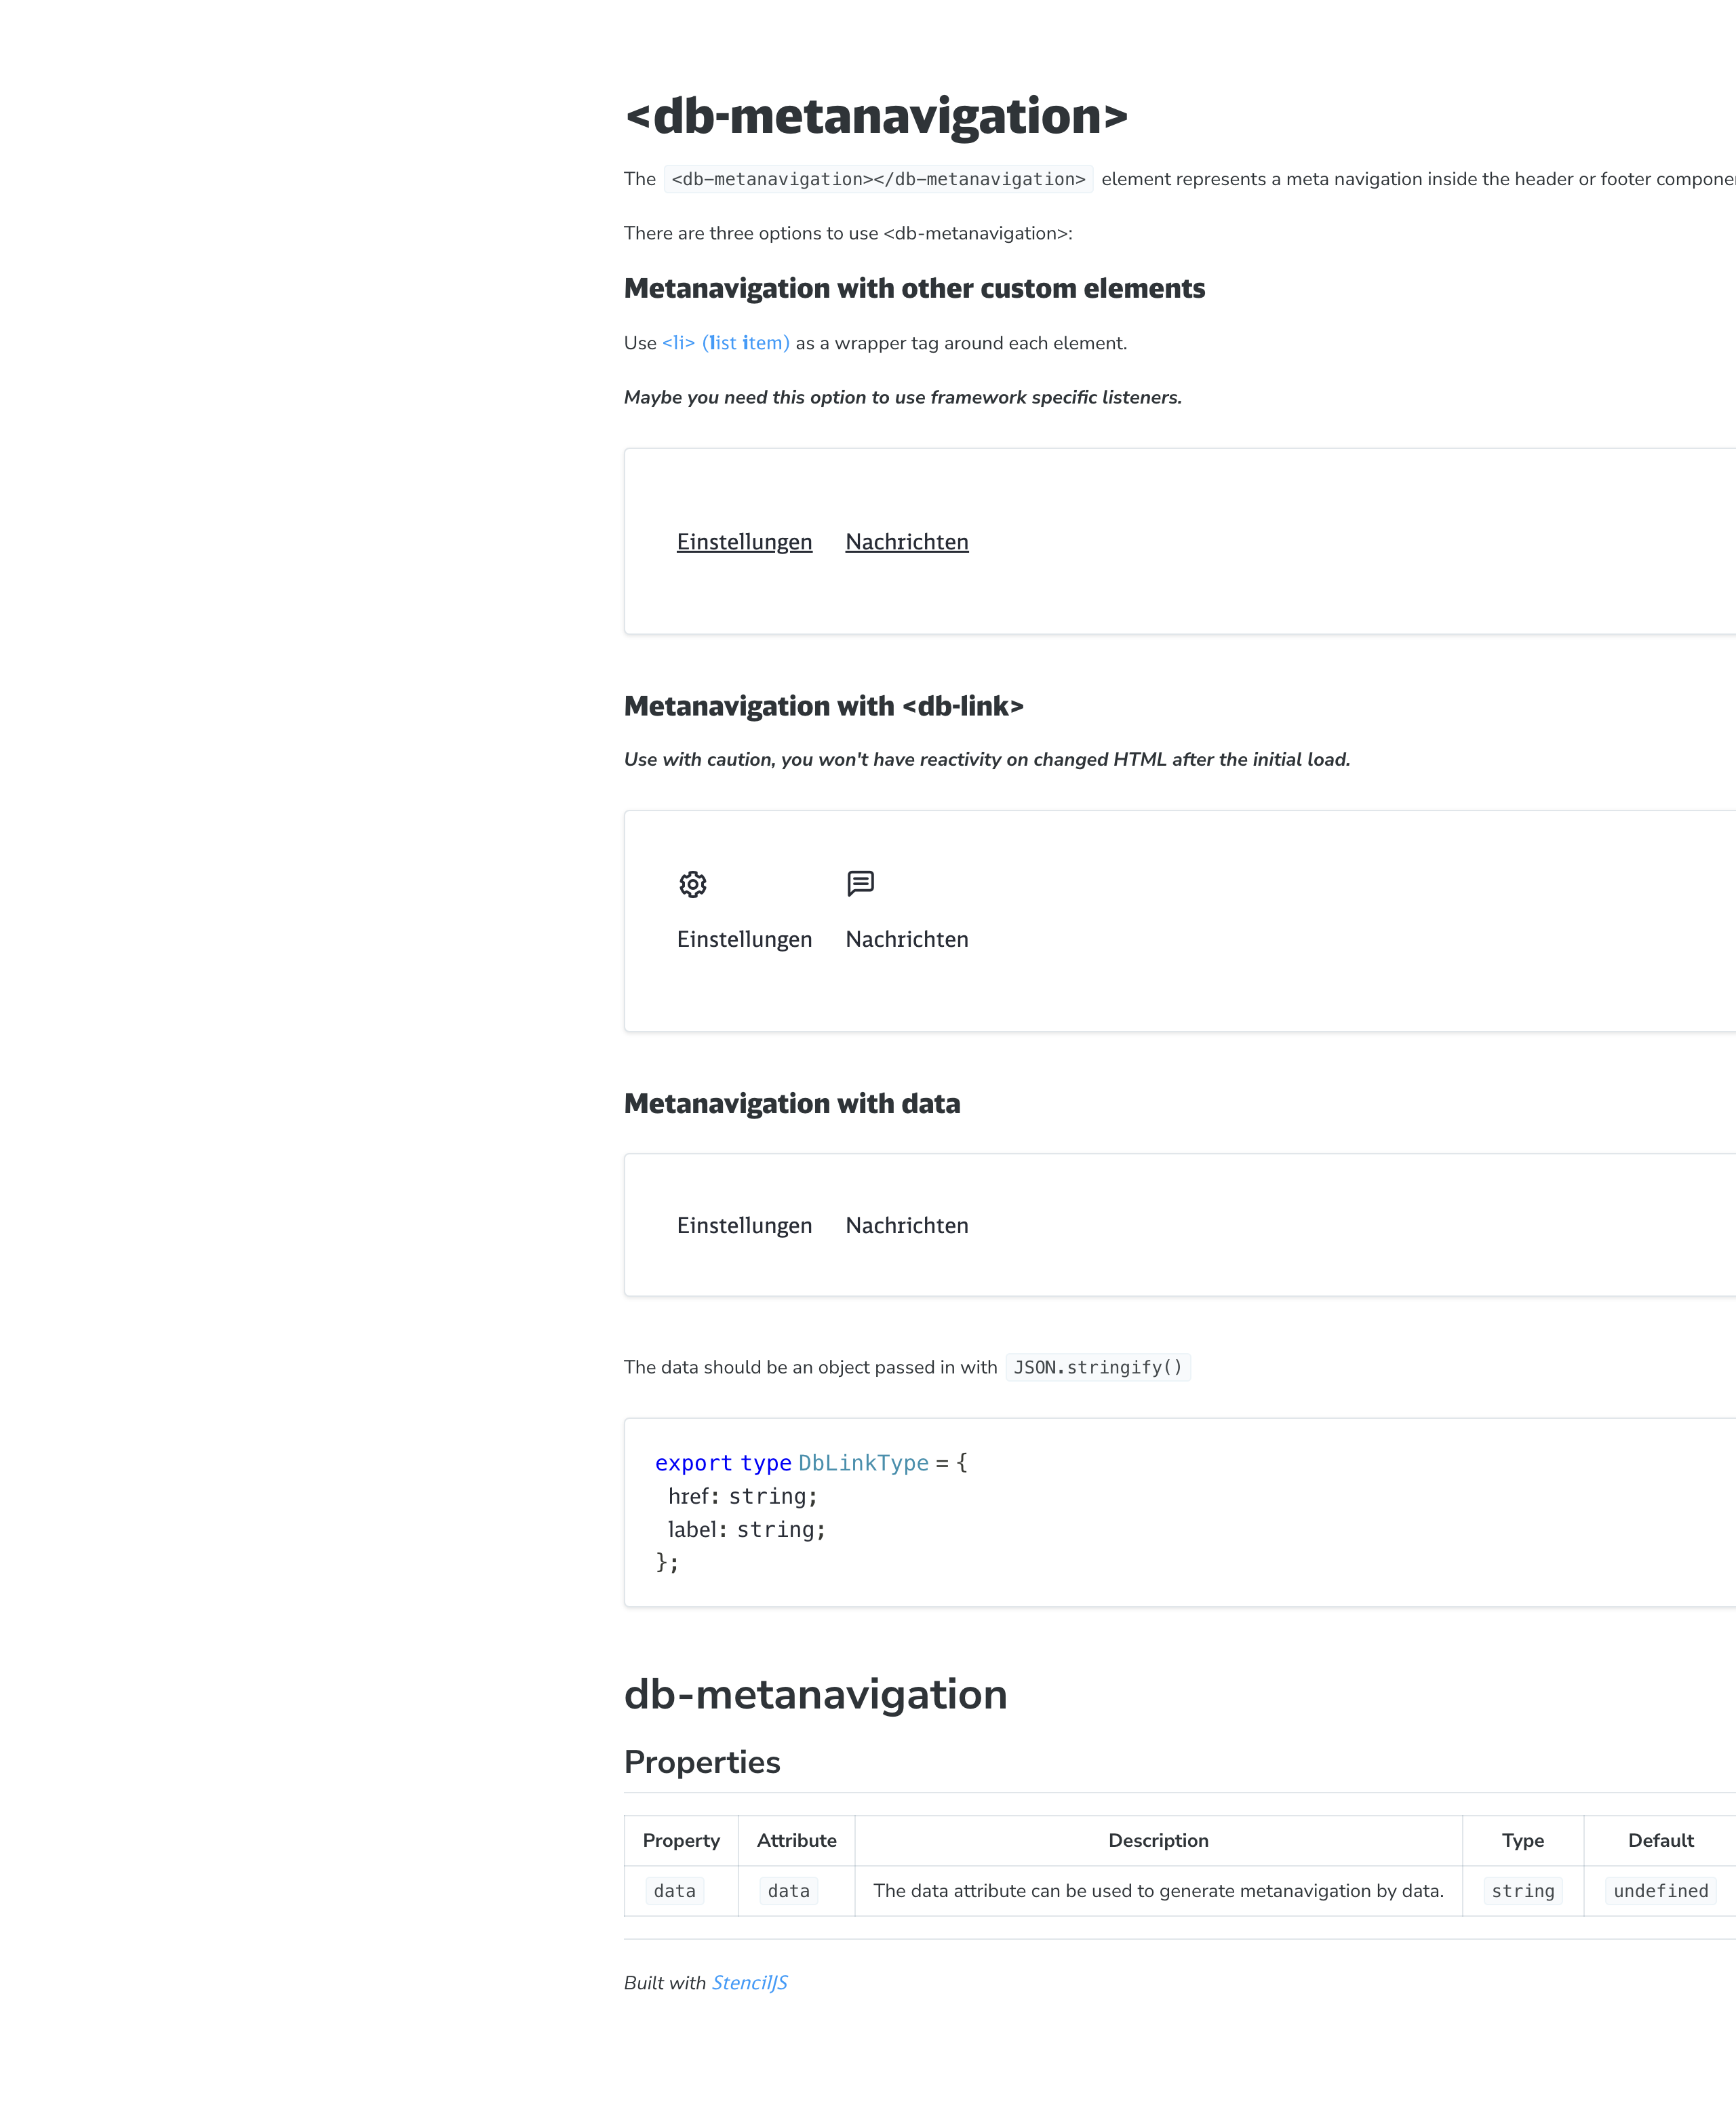 <db-metanavigation>
The <db-metanavigation></db-metanavigation> element represents a meta navigation inside the header or footer
There are three options to use <db-metanavigation>:
Metanavigation with other custom elements
Use <li> (list item) as a wrapper tag around each element.
Maybe you need this option to use framework specific listeners.
Einstellungen Nachrichten
Metanavigation with <db-link>
Use with caution, you won't have reactivity on changed HTML after the initial load.
Einstellungen Nachrichten
Metanavigation with data
Einstellungen Nachrichten
The data should be an object passed in with JSON.stringify()
export type DbLinkType = {
href: string;
label: string;
};
db-metanavigation
Properties
Property Attribute Description Type Default
data data The data attribute can be used to generate metanavigation by data. string undefined
Built with StencilJS